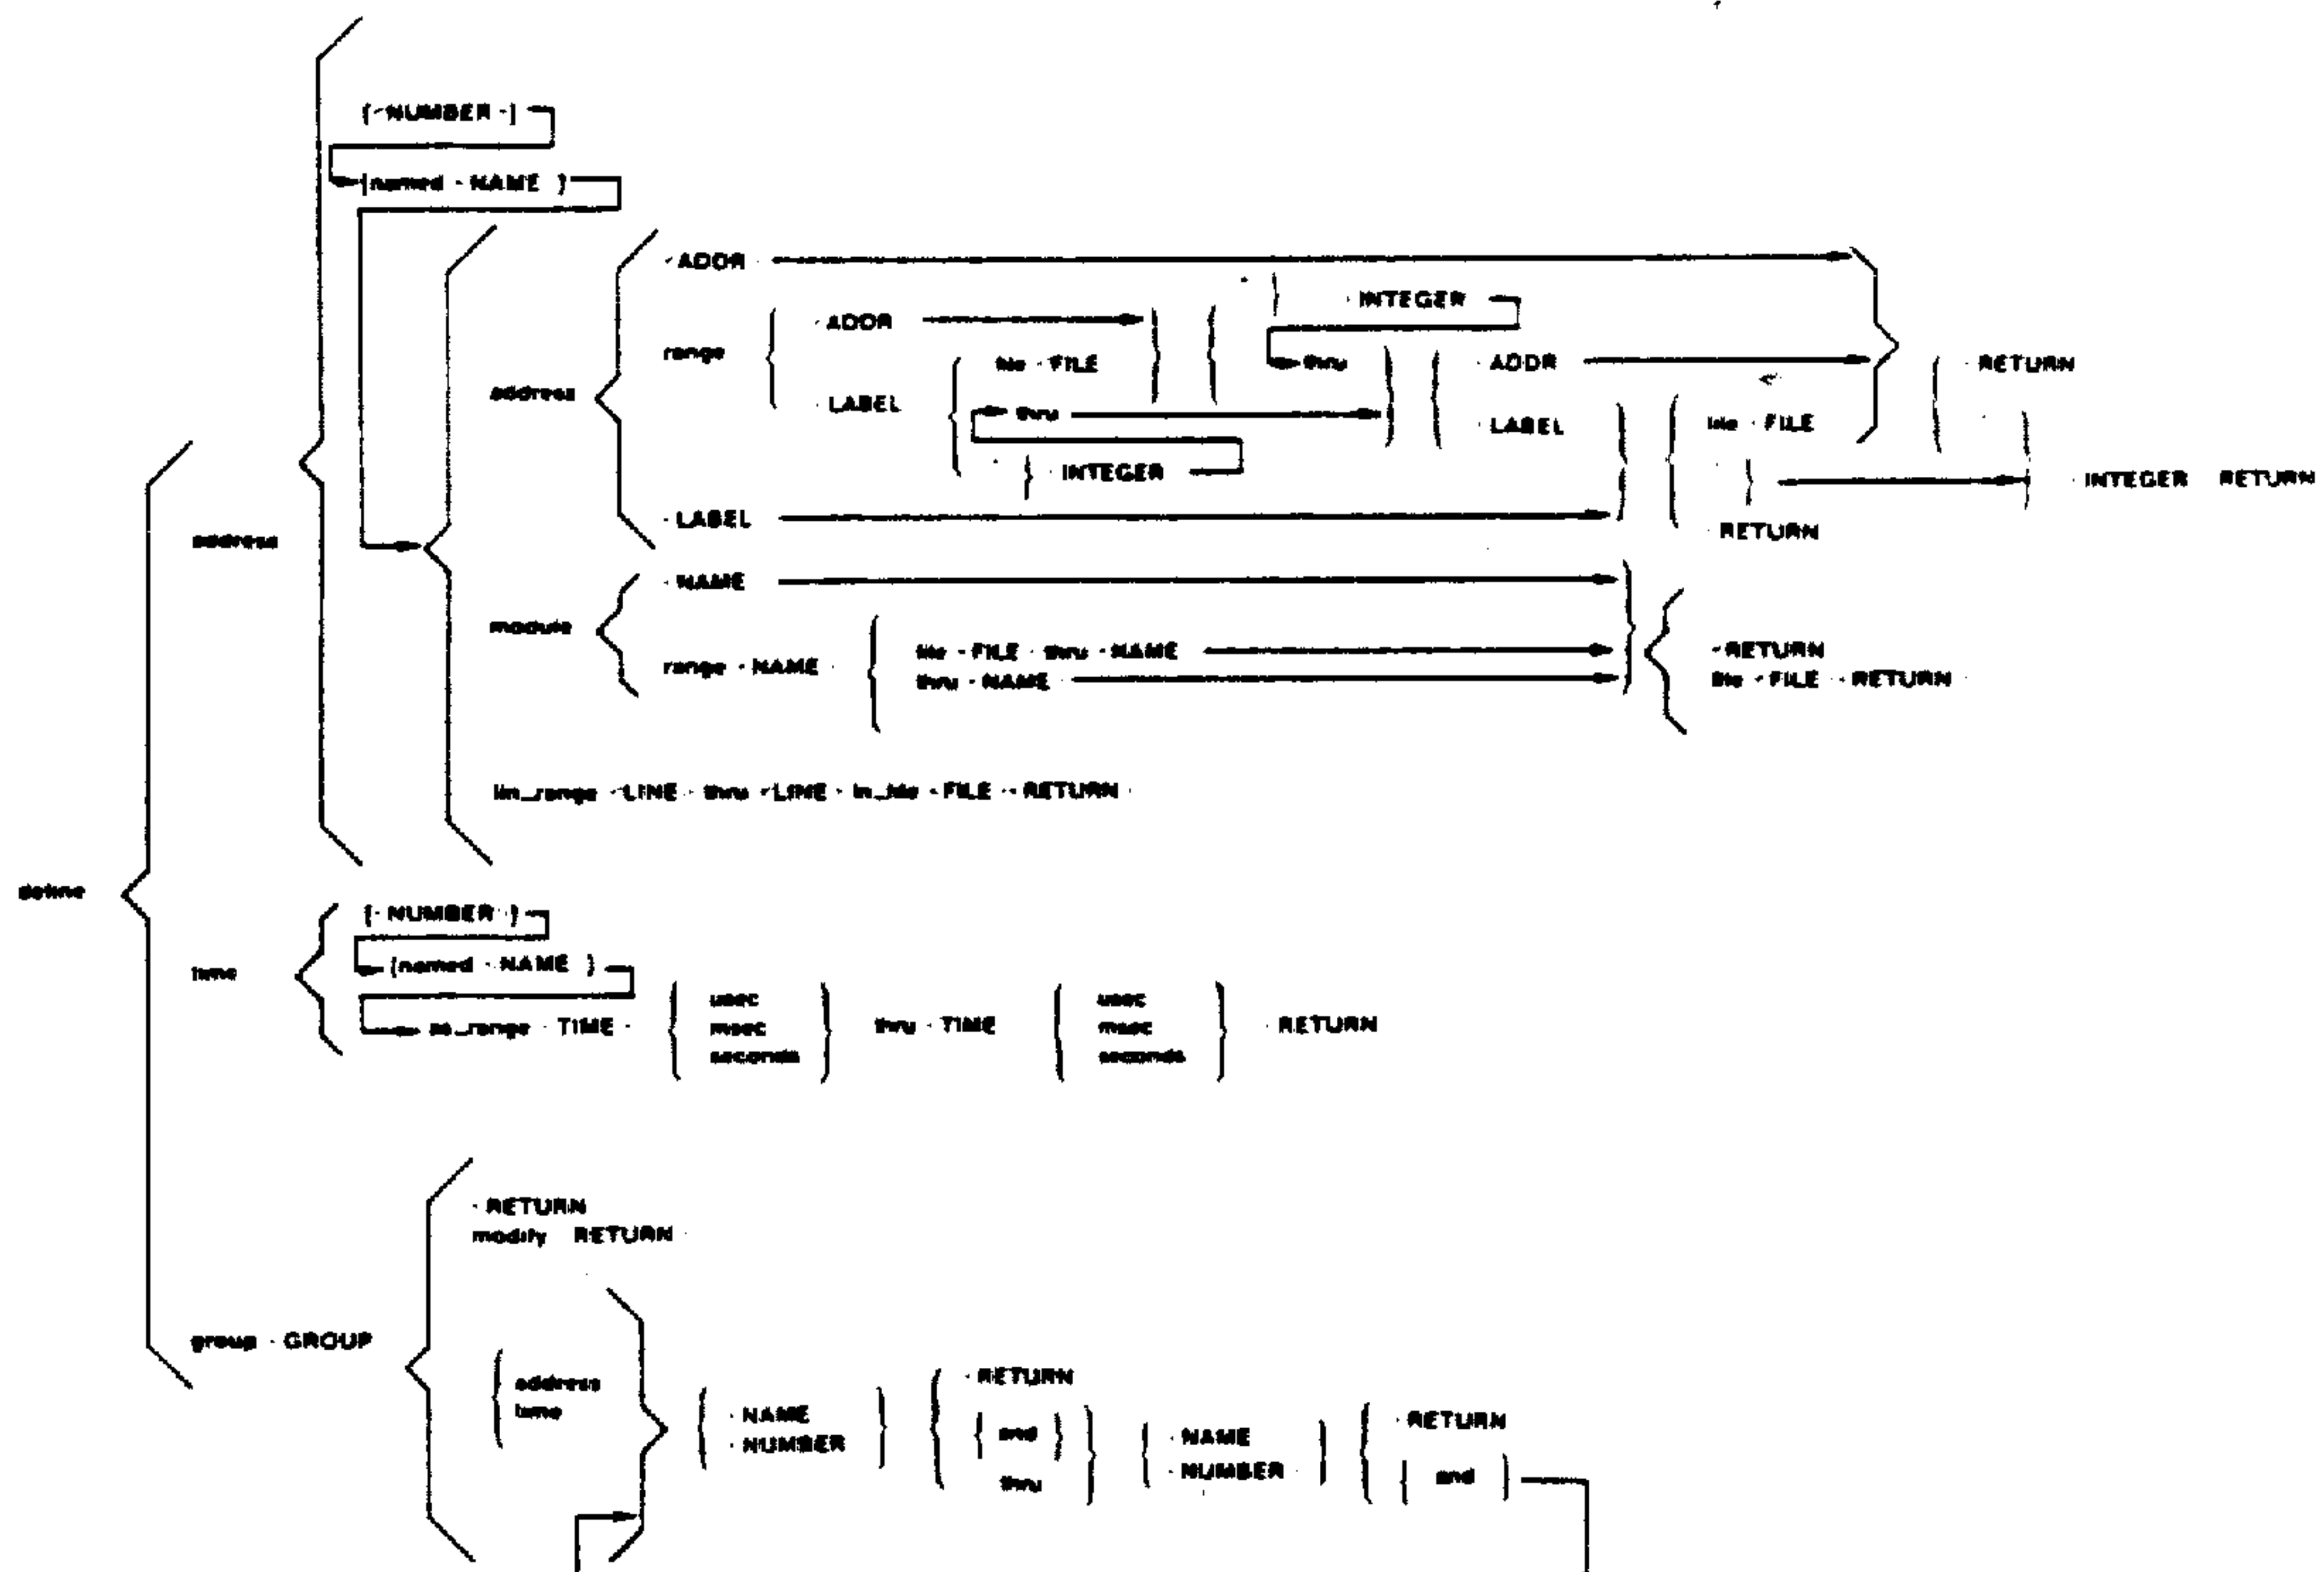 [ NUMBER ]
[named NAME ]
ADDR
INTEGER
ADDR
range
file FILE
thru
ADDR
RETURN
address
LABEL
thru
LABEL
file FILE
INTEGER
INTEGER RETURN
LABEL
RETURN
address
NAME
module
file FILE thru NAME
RETURN
range NAME
thru NAME
file FILE RETURN
lin_range LINE thru LINE in_file FILE RETURN
define
[ NUMBER ]
[named NAME ]
time
usec
usec
as_range TIME
msec
thru TIME
msec
RETURN
seconds
seconds
RETURN
modify RETURN
group GROUP
RETURN
address
NAME
RETURN
time
and
NAME
NUMBER
NUMBER
and
thru